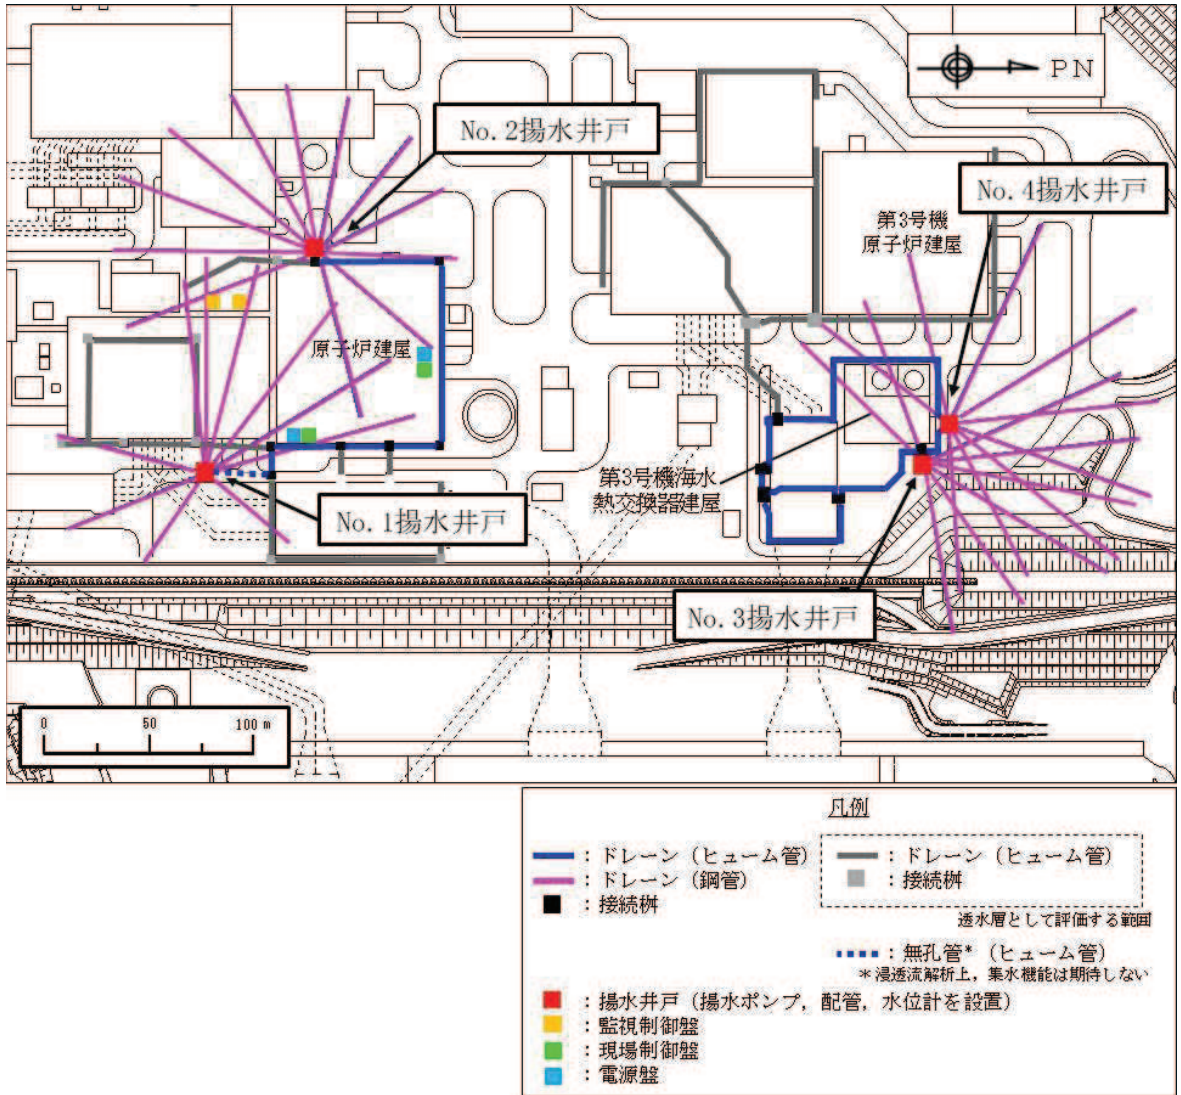 PN
No.2揚水井戸
No.4揚水井戸
第3号機
原子炉建屋
原子炉建屋
第3号機海水
熱交換器建屋
No.1揚水井戸
No.3揚水井戸
0 50 100 m
凡例
：ドレーン（ヒューム管）
：ドレーン（鋼管）
：接続桝
：ドレーン（ヒューム管）
：接続桝
透水層として評価する範囲
：無孔管*（ヒューム管）
*浸透流解析上，集水機能は期待しない
：揚水井戸（揚水ポンプ，配管，水位計を設置）
：監視制御盤
：現場制御盤
：電源盤